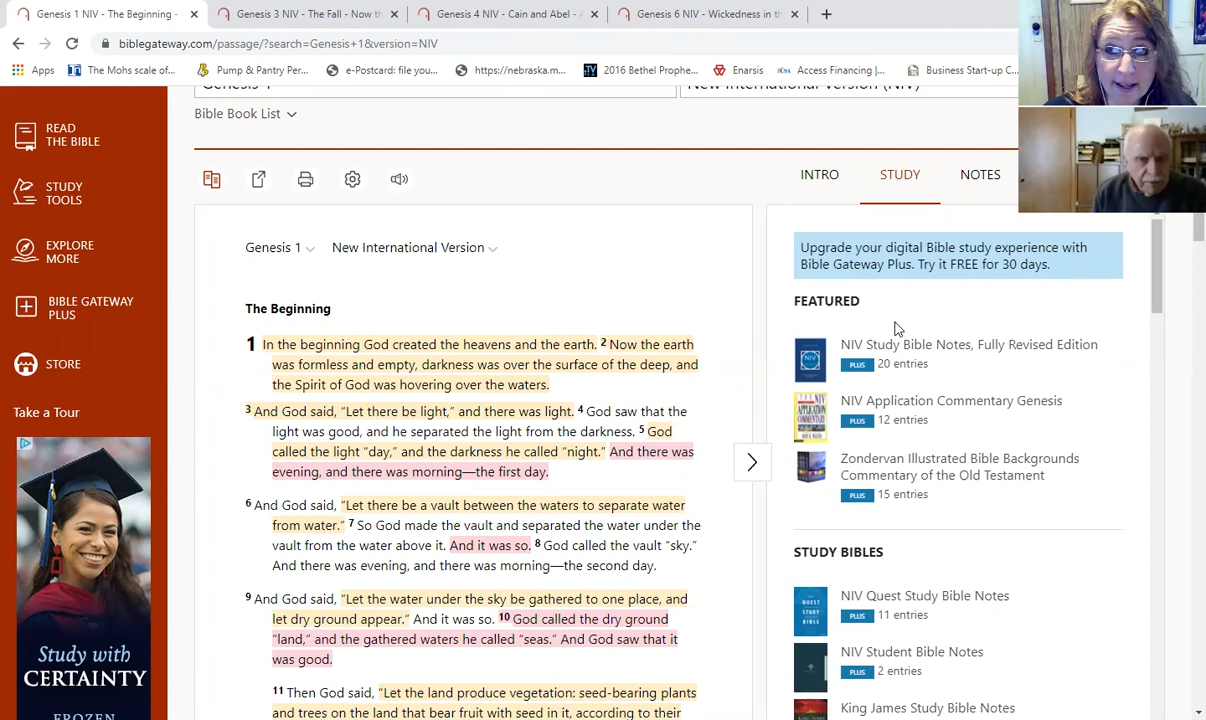 Genesis 1 NIV - The Beginning -
Genesis 3 NIV - The Fall - Now th
Genesis 4 NIV - Cain and Abel -
Genesis 6 NIV - Wickedness in th
biblegateway.com/passage/?search=Genesis+1&version=NIV
Apps
The Mohs scale of...
Pump & Pantry Per...
e-Postcard: file you...
https://nebraska.m...
2016 Bethel Prophe...
Enarsis
Access Financing |...
Business Start-up C
Genesis 1
New International Version (NIV)
Bible Book List
READ
THE BIBLE
STUDY
TOOLS
EXPLORE
MORE
BIBLE GATEWAY
PLUS
STORE
Take a Tour
Study with
CERTAINTY
FROZEN
INTRO
STUDY
NOTES
Genesis 1
New International Version
The Beginning
1 In the beginning God created the heavens and the earth. 2 Now the earth
was formless and empty, darkness was over the surface of the deep, and
the Spirit of God was hovering over the waters.
3 And God said, “Let there be light,” and there was light. 4 God saw that the
light was good, and he separated the light from the darkness. 5 God
called the light “day,” and the darkness he called “night.” And there was
evening, and there was morning—the first day.
6 And God said, “Let there be a vault between the waters to separate water
from water.” 7 So God made the vault and separated the water under the
vault from the water above it. And it was so. 8 God called the vault “sky.”
And there was evening, and there was morning—the second day.
9 And God said, “Let the water under the sky be gathered to one place, and
let dry ground appear.” And it was so. 10 God called the dry ground
“land,” and the gathered waters he called “seas.” And God saw that it
was good.
11 Then God said, “Let the land produce vegetation: seed-bearing plants
and trees on the land that bear fruit with seed in it, according to their
Upgrade your digital Bible study experience with
Bible Gateway Plus. Try it FREE for 30 days.
FEATURED
NIV Study Bible Notes, Fully Revised Edition
PLUS 20 entries
NIV Application Commentary Genesis
PLUS 12 entries
Zondervan Illustrated Bible Backgrounds
Commentary of the Old Testament
PLUS 15 entries
STUDY BIBLES
NIV Quest Study Bible Notes
PLUS 11 entries
NIV Student Bible Notes
PLUS 2 entries
King James Study Bible Notes